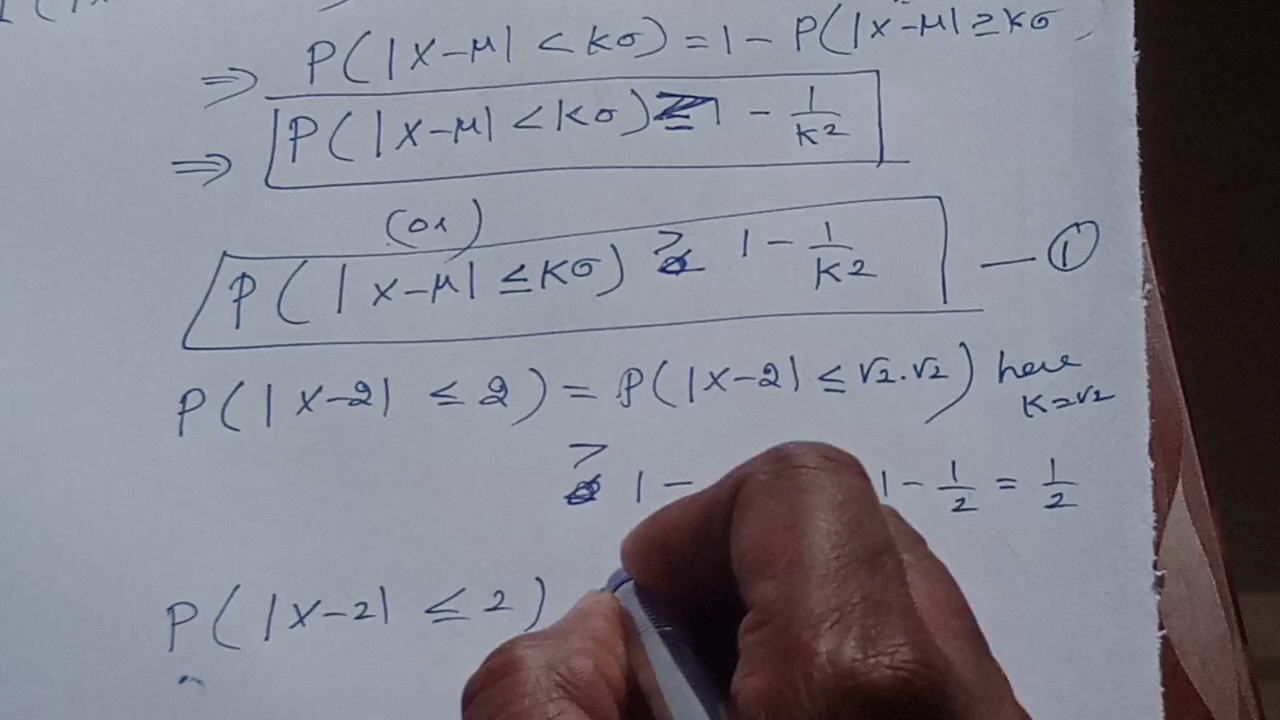 ⇒ P(|X-μ| < kσ) = 1 - P(|X-μ| ≥ kσ
⇒ P(|X-μ| < kσ) ≥ 1 - 1/k²
(or)
P(|X-μ| ≤ kσ) ≥ 1 - 1/k² — ①
P(|X-2| ≤ 2) = P(|X-2| ≤ √2.√2) here k=√2
≥ 1 - 1 - 1/2 = 1/2
P(|X-2| ≤ 2)